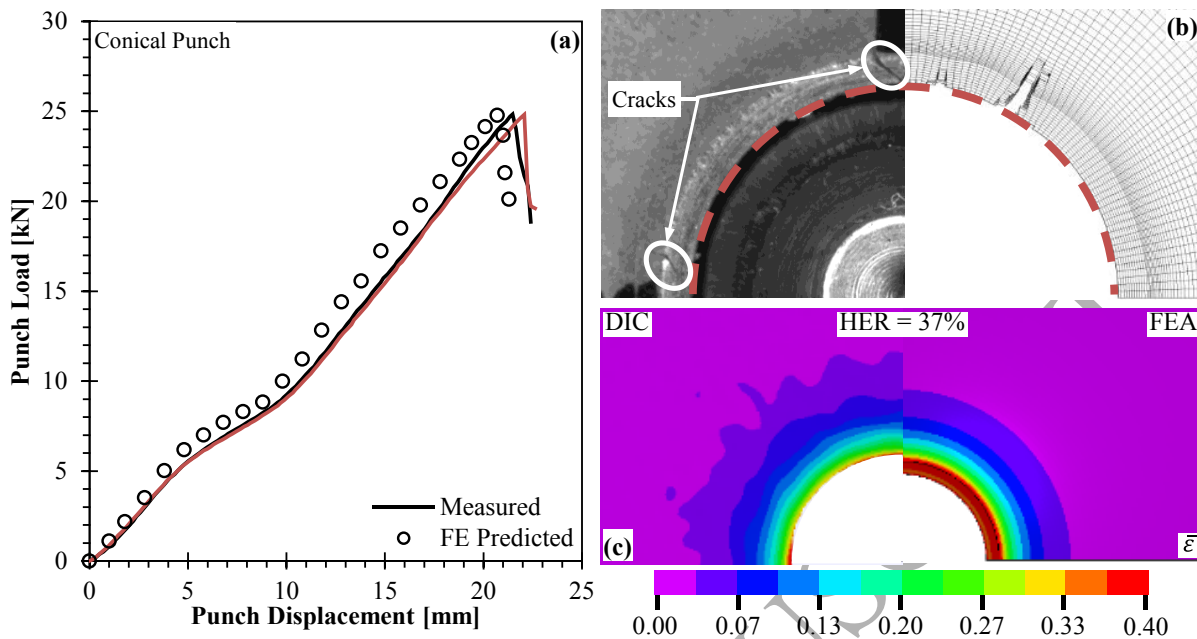 30
25
20
15
10
5
0
Punch Load [kN]
Conical Punch
(a)
Measured
FE Predicted
0
5
10
15
20
25
Punch Displacement [mm]
(b)
Cracks
DIC
HER = 37%
FEA
(c)
ε̅
0.00
0.07
0.13
0.20
0.27
0.33
0.40